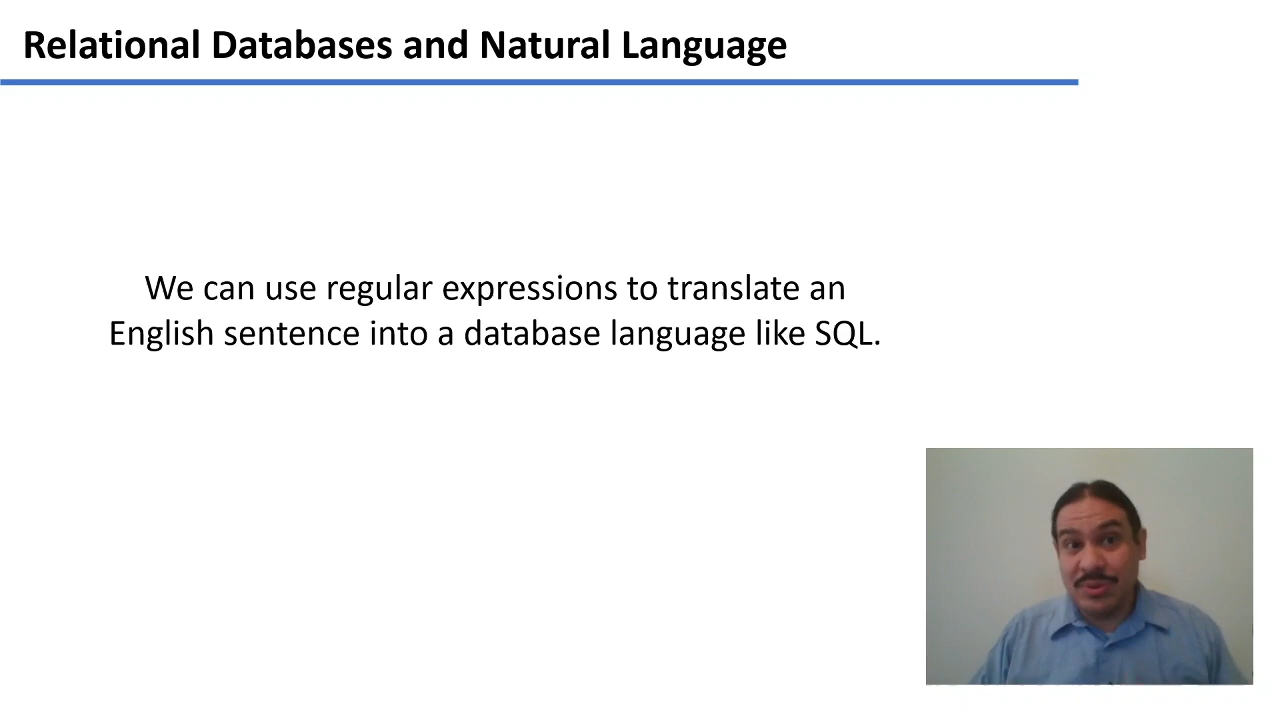 Relational Databases and Natural Language
We can use regular expressions to translate an
English sentence into a database language like SQL.